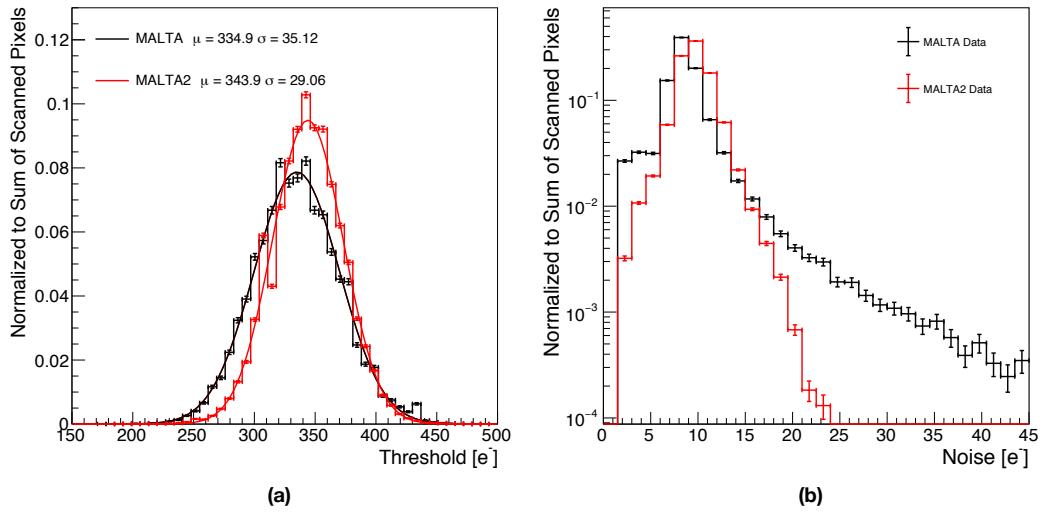 Normalized to Sum of Scanned Pixels
0.12
0.1
0.08
0.06
0.04
0.02
0
MALTA μ = 334.9 σ = 35.12
MALTA2 μ = 343.9 σ = 29.06
150 200 250 300 350 400 450 500
Threshold [e⁻]
(a)
Normalized to Sum of Scanned Pixels
10⁻¹
10⁻²
10⁻³
10⁻⁴
MALTA Data
MALTA2 Data
0 5 10 15 20 25 30 35 40 45
Noise [e⁻]
(b)